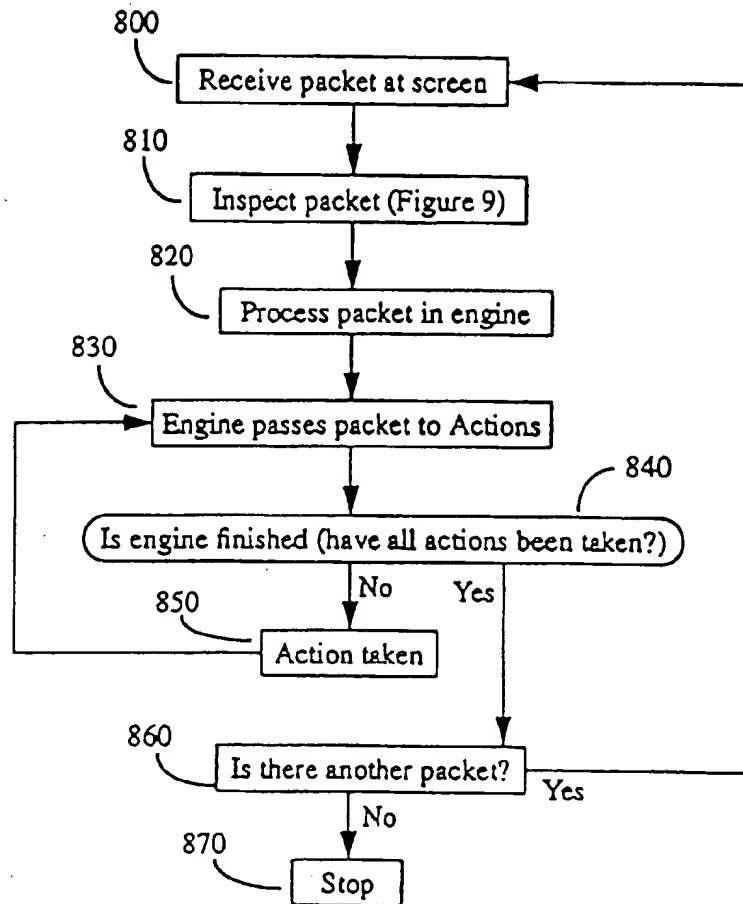 800
Receive packet at screen
810
Inspect packet (Figure 9)
820
Process packet in engine
830
Engine passes packet to Actions
840
Is engine finished (have all actions been taken?)
No
Yes
850
Action taken
860
Is there another packet?
Yes
No
870
Stop